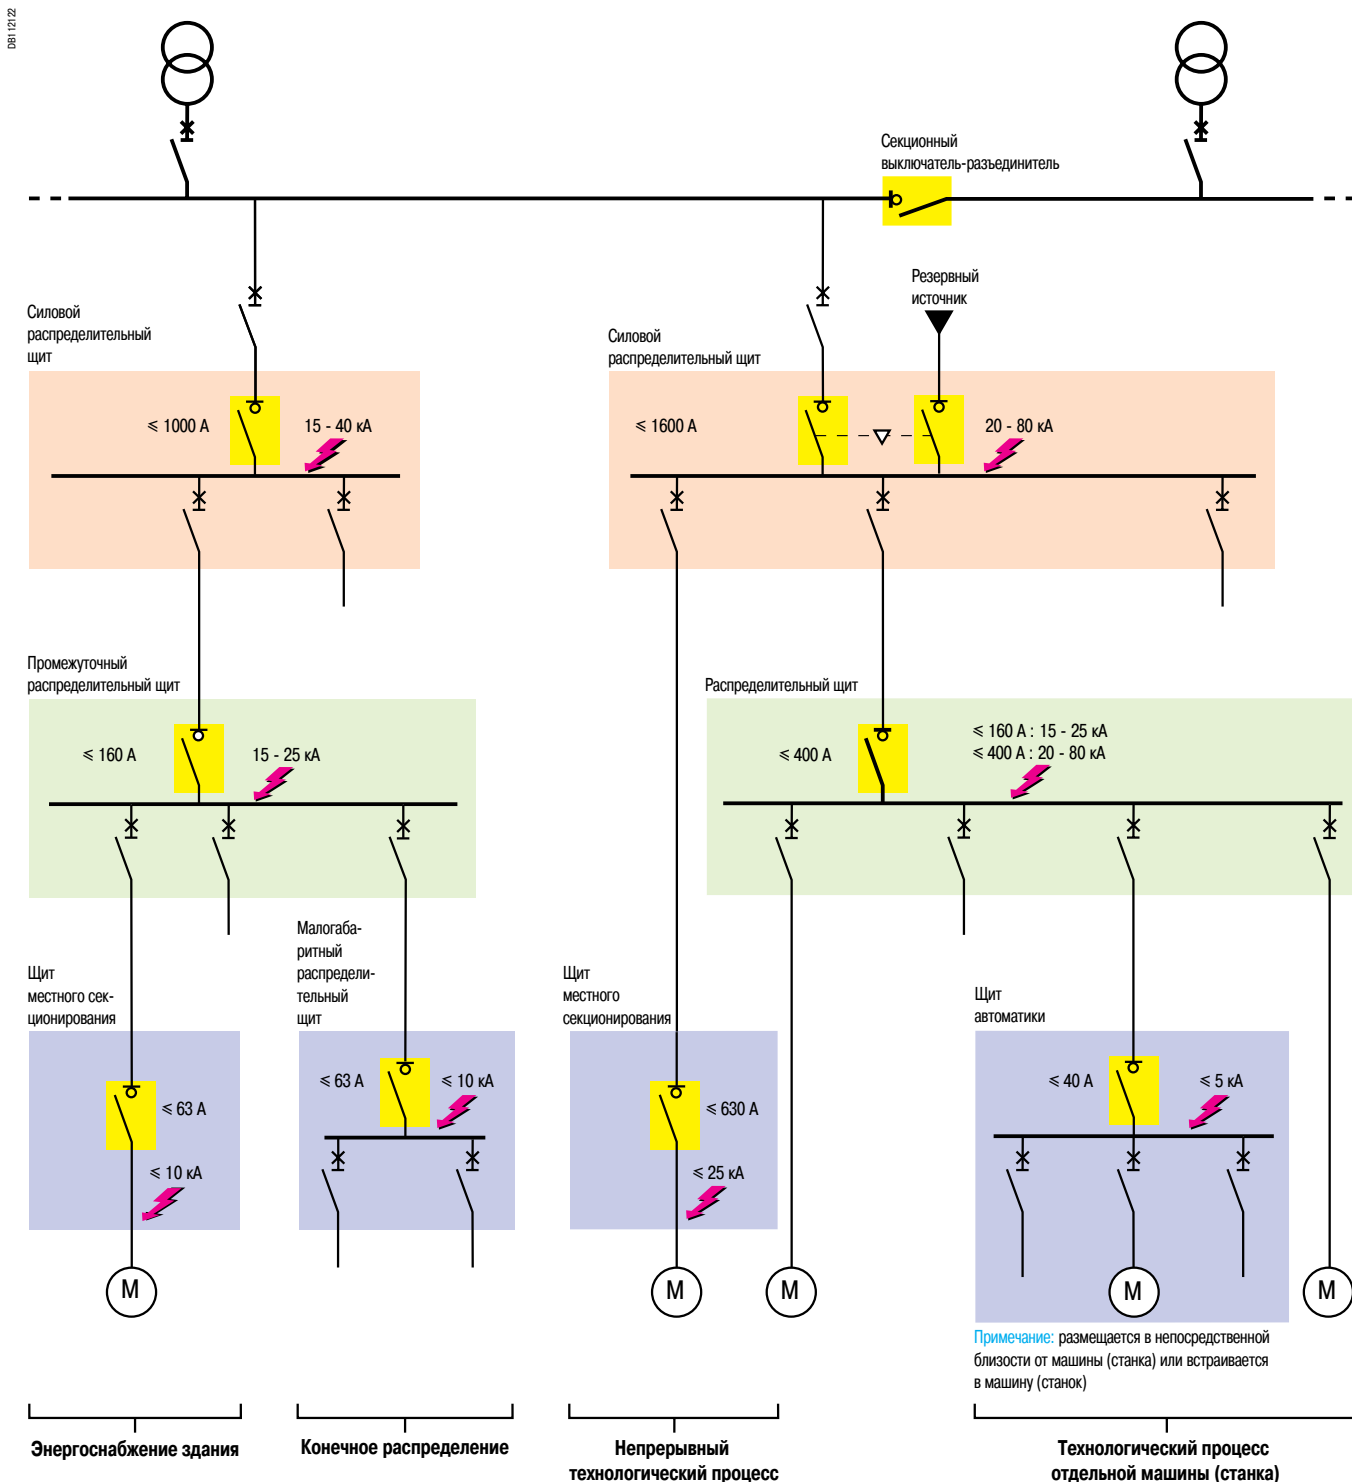 DB112122
Секционный
выключатель-разъединитель
Резервный
источник
Силовой
распределительный
щит
Силовой
распределительный щит
≤ 1000 А
15 - 40 кА
≤ 1600 А
20 - 80 кА
Промежуточный
распределительный щит
Распределительный щит
≤ 160 А
15 - 25 кА
≤ 400 А
≤ 160 А : 15 - 25 кА
≤ 400 А : 20 - 80 кА
Щит
местного сек-
ционирования
Малогаба-
ритный
распредели-
тельный
щит
Щит
местного
секционирования
Щит
автоматики
≤ 63 А
≤ 10 кА
≤ 63 А
≤ 10 кА
≤ 630 А
≤ 25 кА
≤ 40 А
≤ 5 кА
М
М
М
М
М
Примечание: размещается в непосредственной
близости от машины (станка) или встраивается
в машину (станок)
Энергоснабжение здания
Конечное распределение
Непрерывный
технологический процесс
Технологический процесс
отдельной машины (станка)